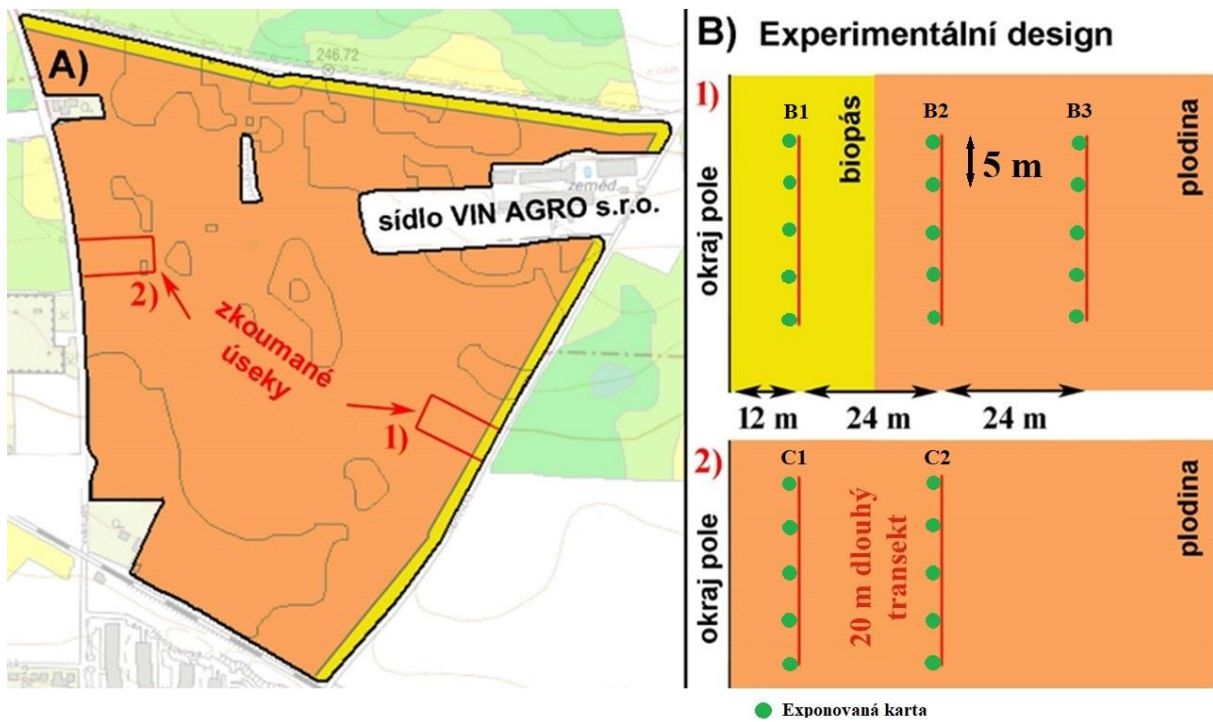 A)
246,72
zeměd
sídlo VIN AGRO s.r.o.
2)
zkoumané
úseky
1)
B) Experimentální design
1)
okraj pole
B1
biopás
B2
5 m
B3
plodina
12 m
24 m
24 m
2)
okraj pole
C1
20 m dlouhý
transekt
C2
plodina
Exponovaná karta